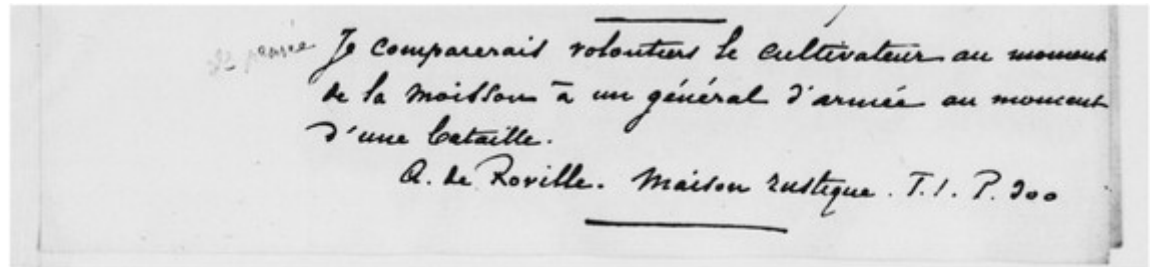 Je comparerais volontiers le cultivateur au moment
de la moisson à un général d'armée au moment
d'une bataille.
A. de Roville. Maison rustique. T. 1. P. 300